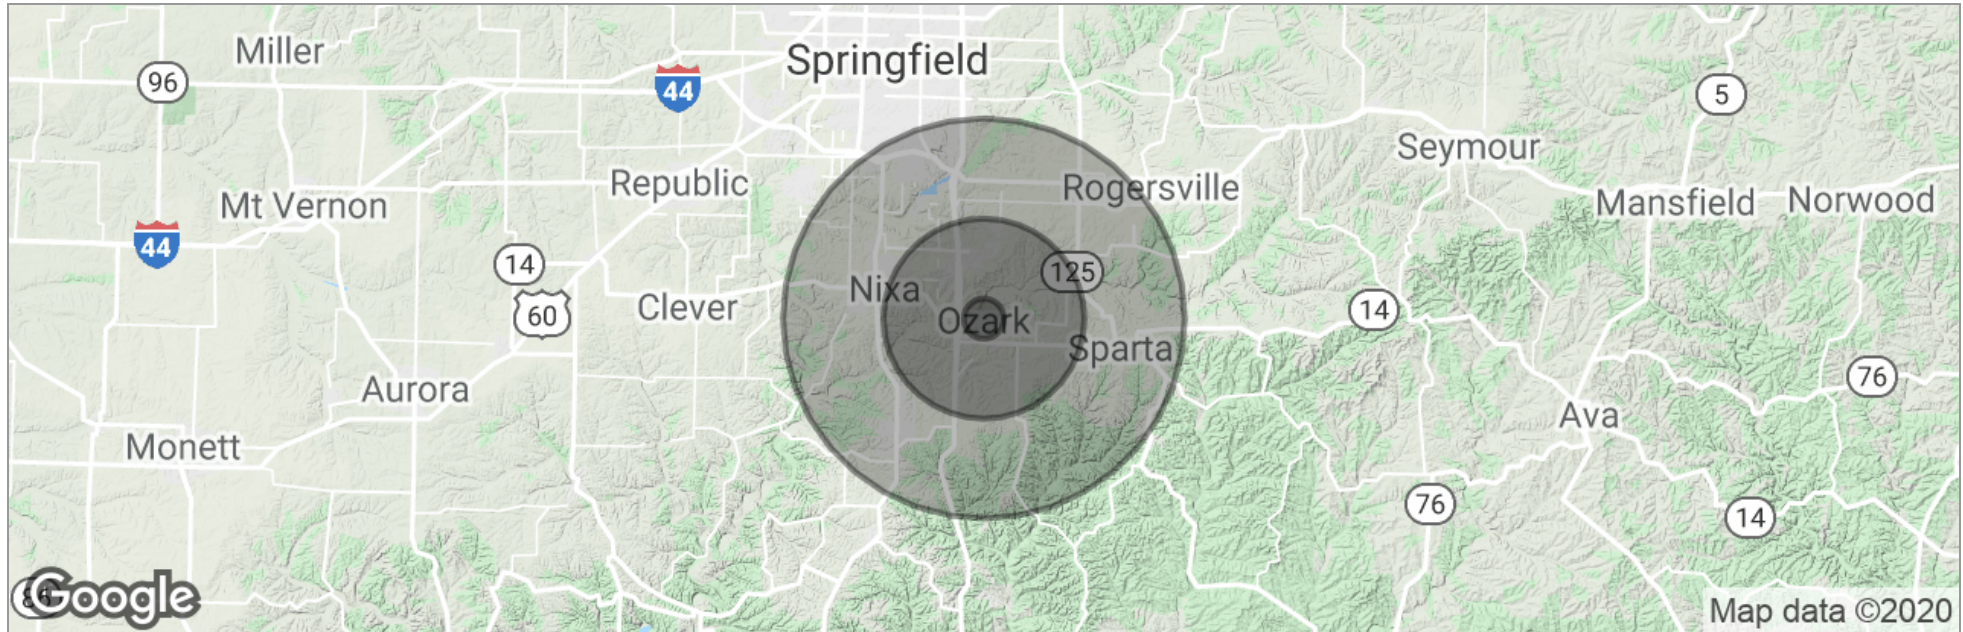 Miller
Springfield
96
44
5
Seymour
Republic
Rogersville
Mt Vernon
Mansfield
Norwood
44
14
125
Nixa
60
Clever
14
Ozark
Sparta
76
Aurora
Ava
Monett
76
14
Google
Map data ©2020